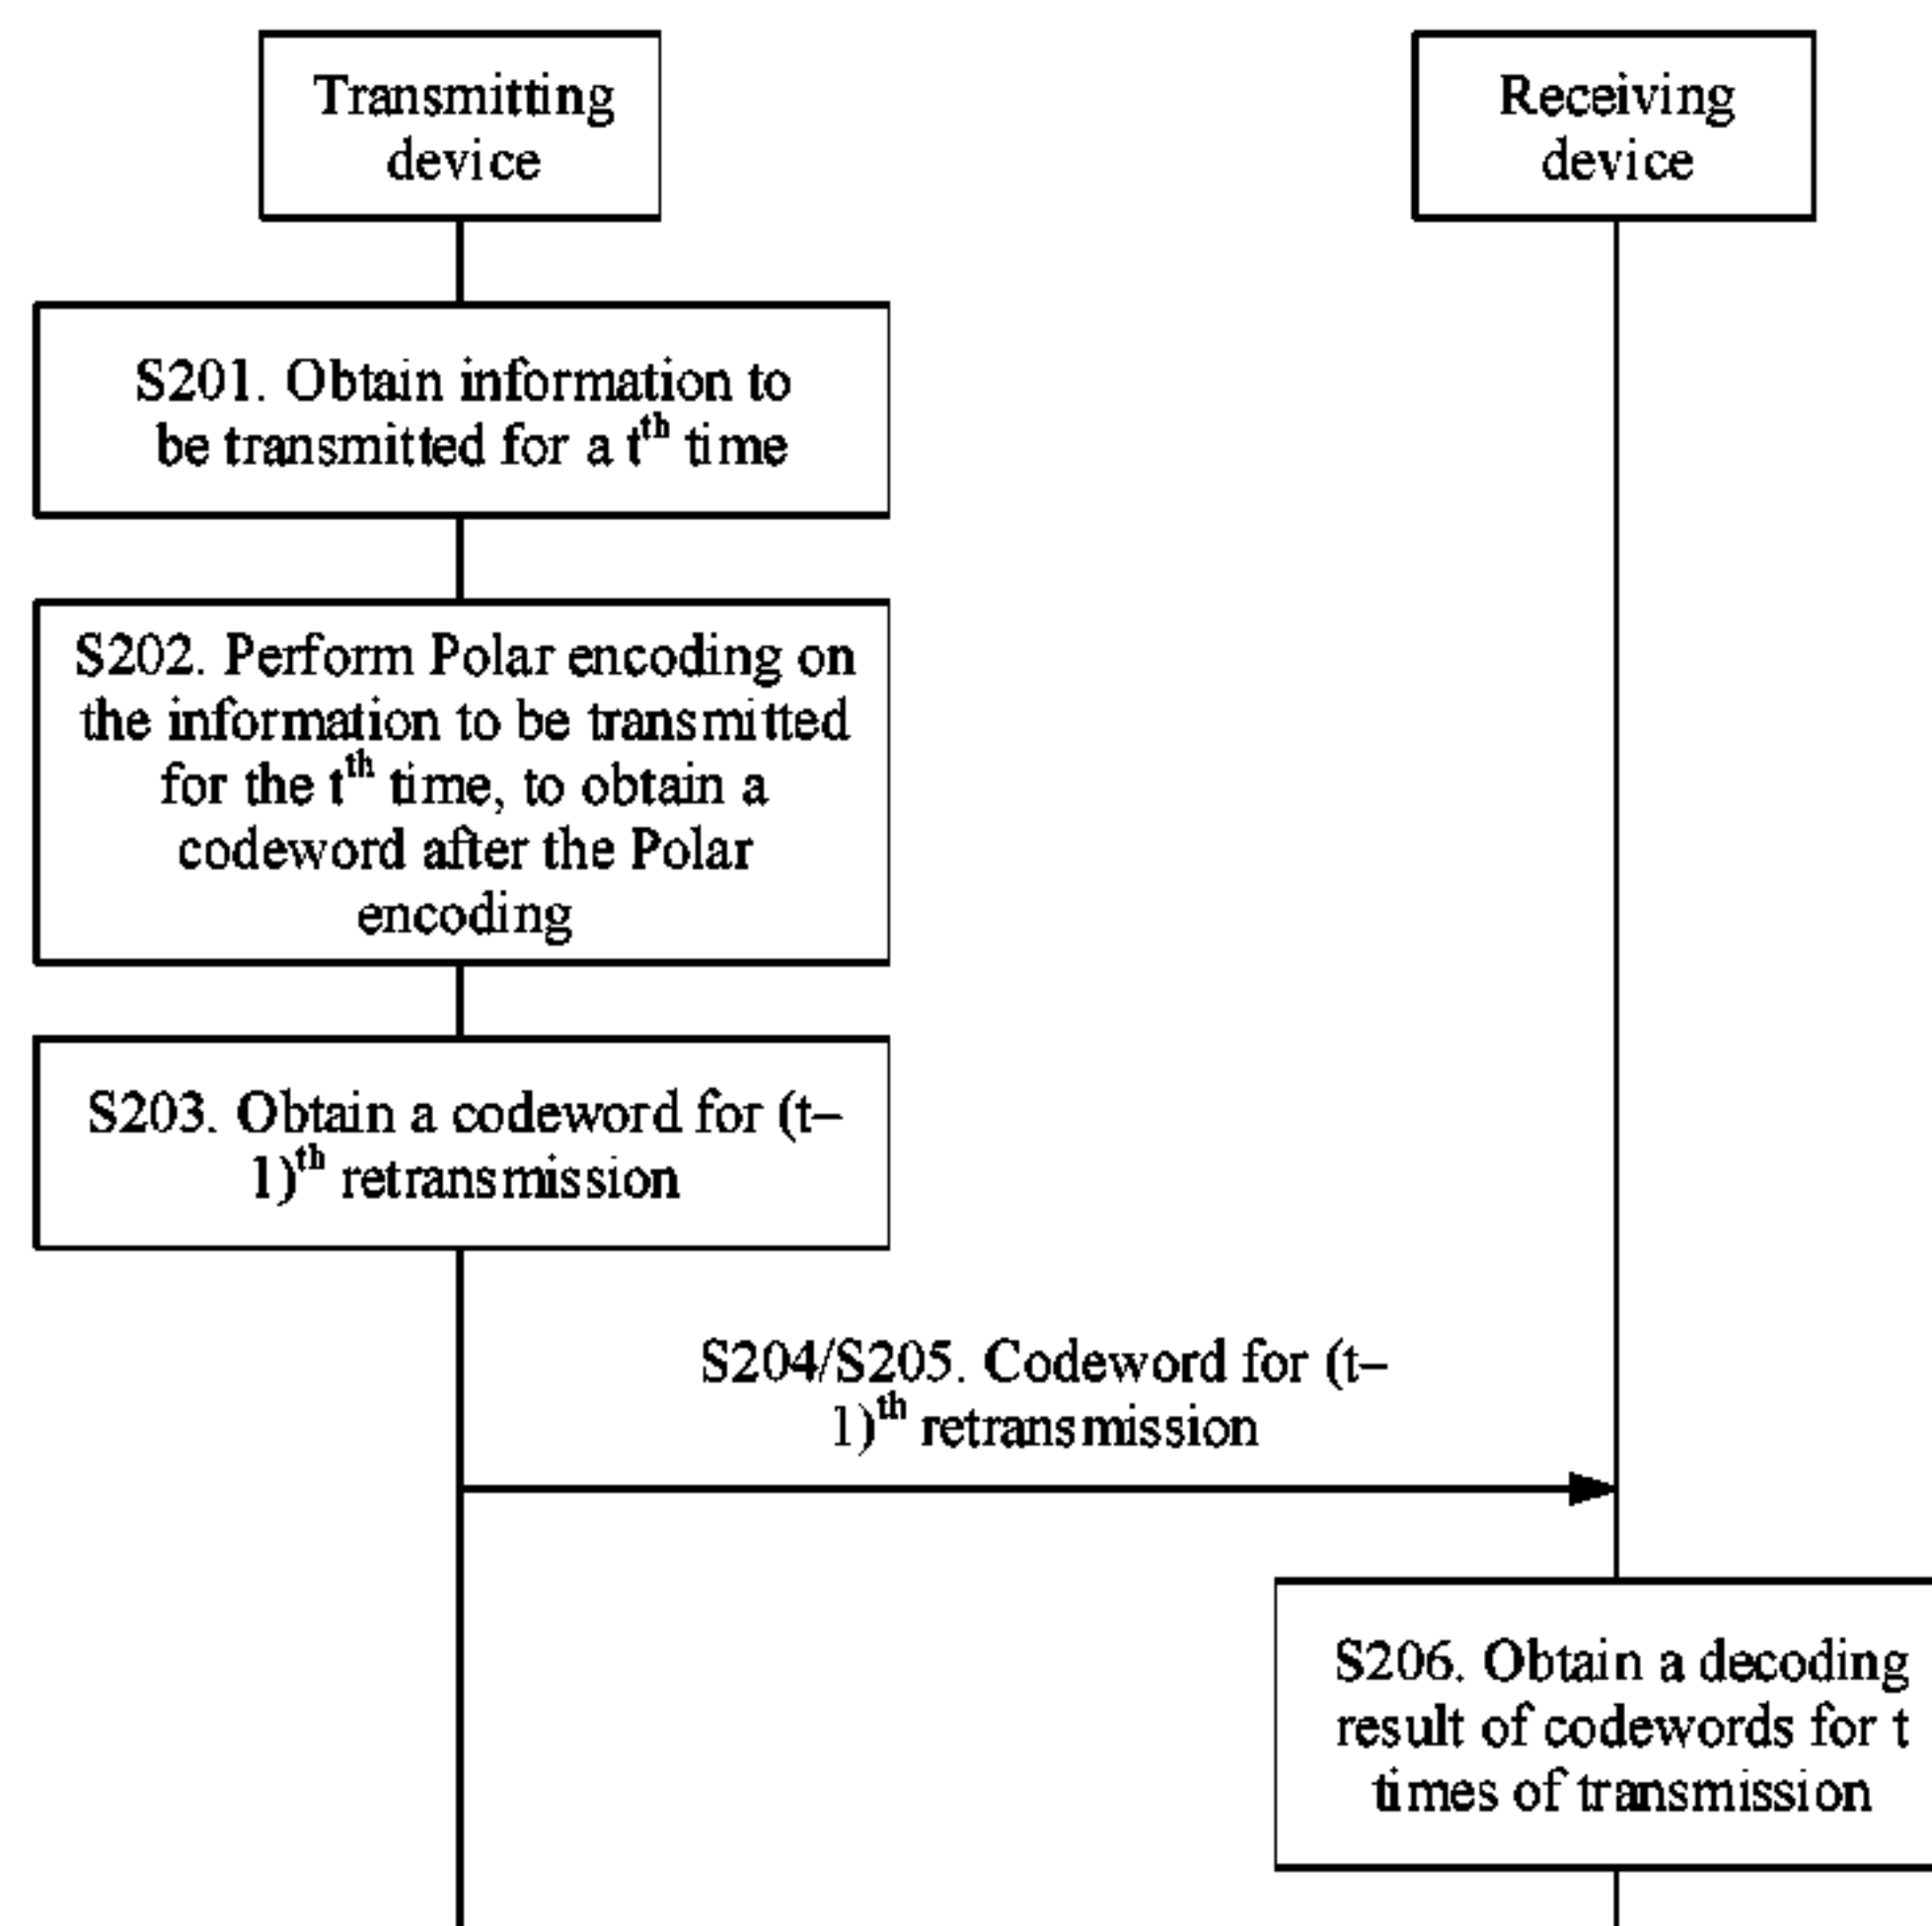 Transmitting
device
Receiving
device
S201. Obtain information to
be transmitted for a tᵗʰ time
S202. Perform Polar encoding on
the information to be transmitted
for the tᵗʰ time, to obtain a
codeword after the Polar
encoding
S203. Obtain a codeword for (t–
1)ᵗʰ retransmission
S204/S205. Codeword for (t–
1)ᵗʰ retransmission
S206. Obtain a decoding
result of codewords for t
times of transmission